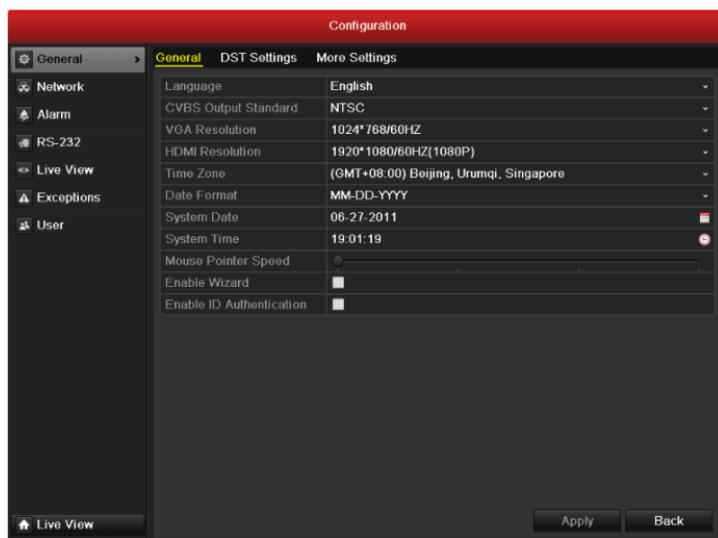 Configuration
General
Network
Alarm
RS-232
Live View
Exceptions
User
Live View
General DST Settings More Settings
Language English
CVBS Output Standard NTSC
VGA Resolution 1024*768/60HZ
HDMI Resolution 1920*1080/60HZ(1080P)
Time Zone (GMT+08:00) Beijing, Urumqi, Singapore
Date Format MM-DD-YYYY
System Date 06-27-2011
System Time 19:01:19
Mouse Pointer Speed
Enable Wizard
Enable ID Authentication
Apply Back